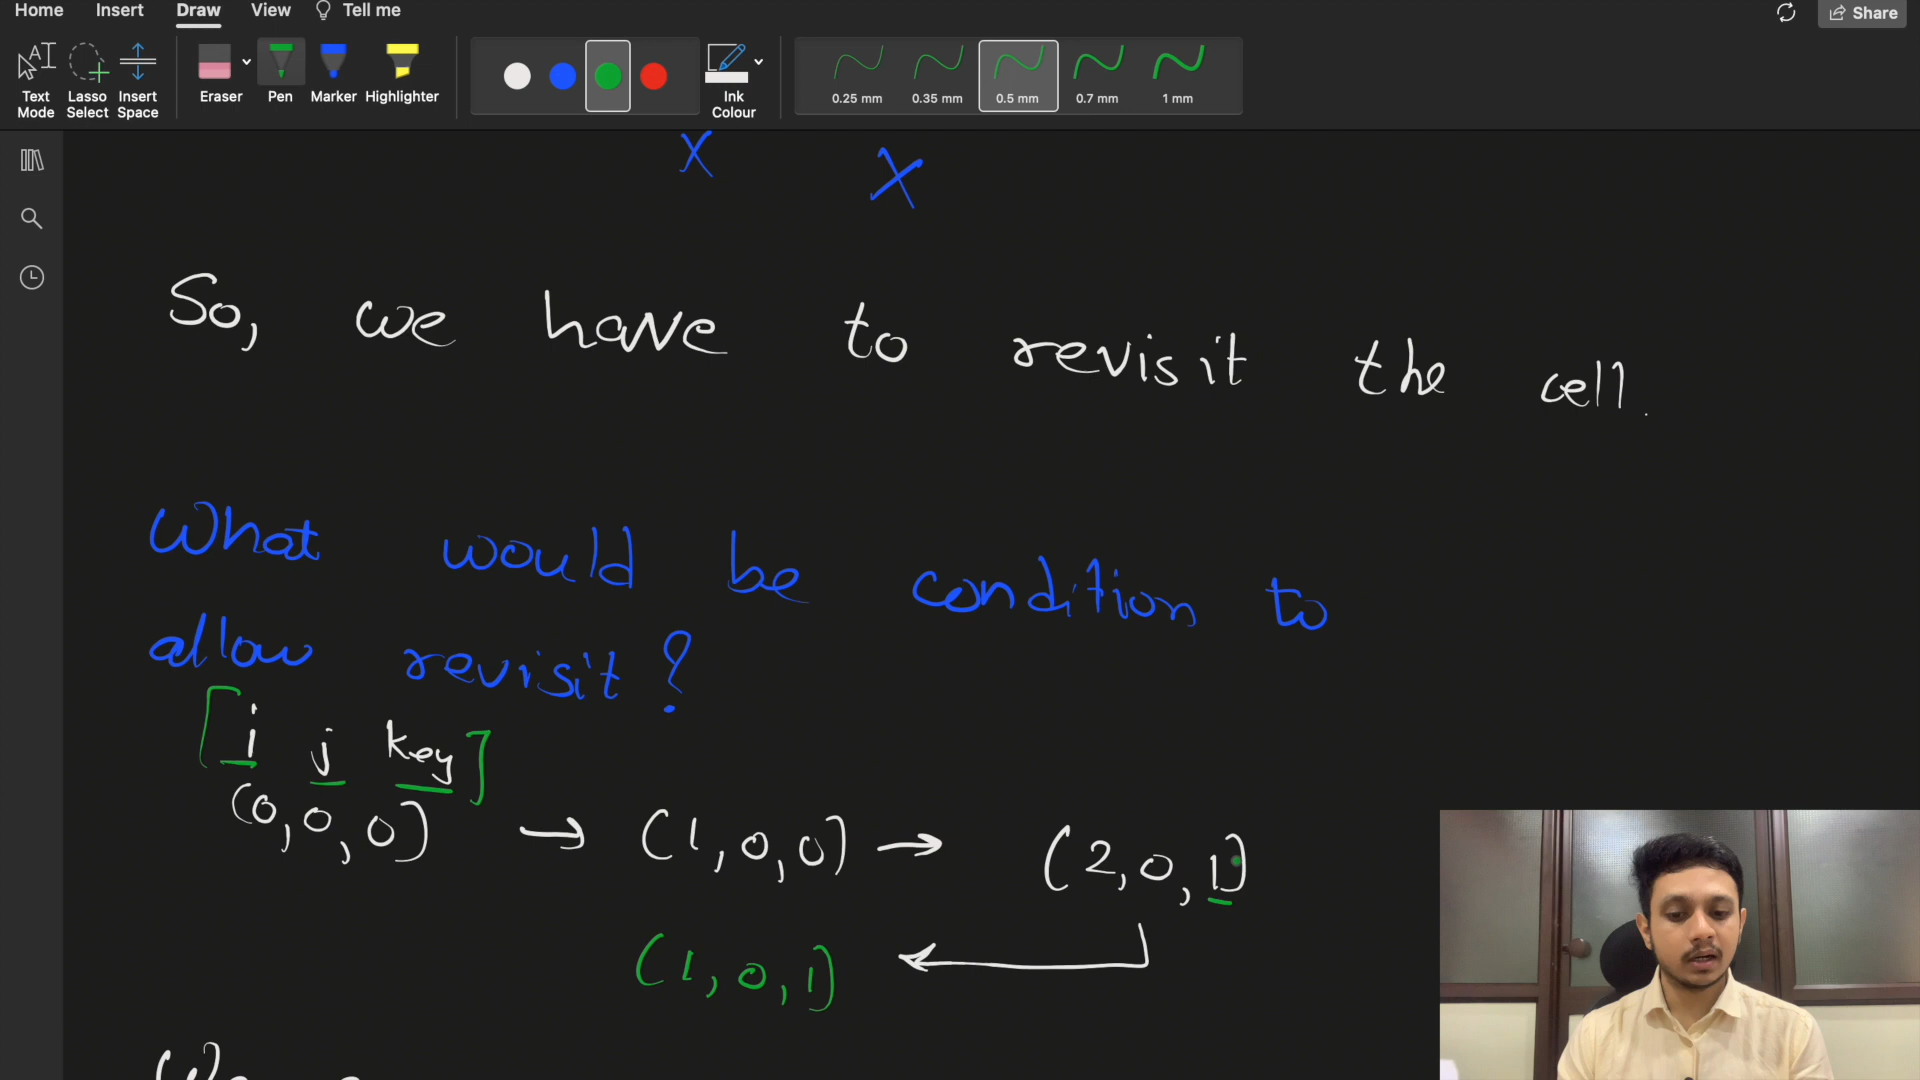 Home Insert Draw View Tell me Share
Text Mode Lasso Select Insert Space Eraser Pen Marker Highlighter Ink Colour 0.25 mm 0.35 mm 0.5 mm 0.7 mm 1 mm
X X
So, we have to revisit the cell.
What would be condition to
allow revisit?
[i j key]
(0,0,0) → (1,0,0) → (2,0,1)
(1,0,1)